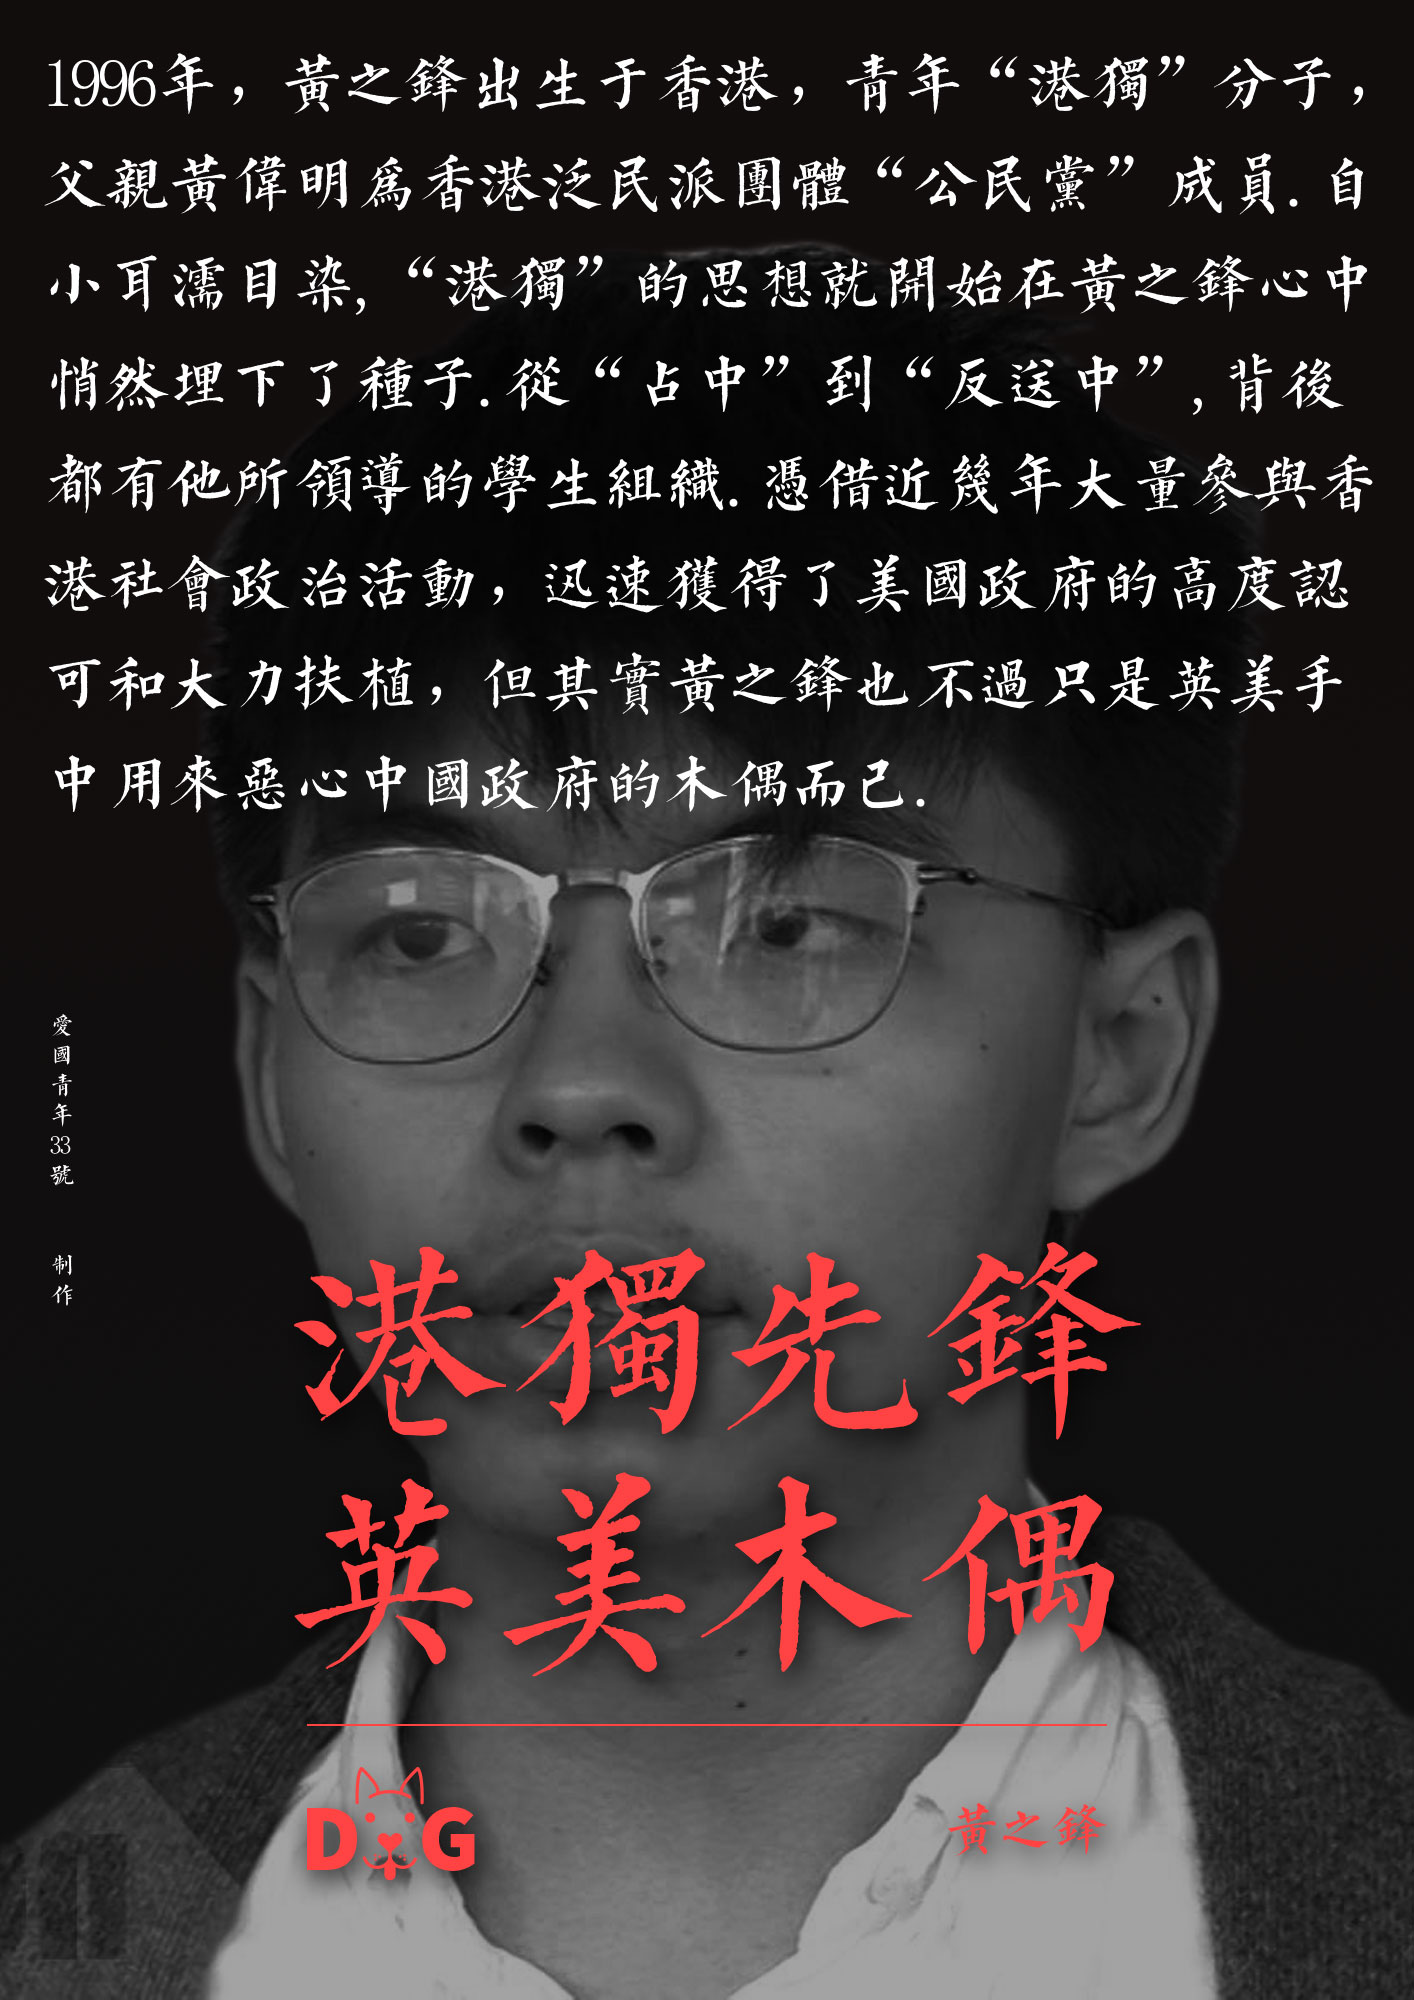 1996年，黃之鋒出生于香港，青年“港獨”分子，
父親黃偉明爲香港泛民派團體“公民黨”成員. 自
小耳濡目染, “港獨”的思想就開始在黃之鋒心中
悄然埋下了種子. 從“占中”到“反送中”, 背後
都有他所領導的學生組織. 憑借近幾年大量參與香
港社會政治活動，迅速獲得了美國政府的高度認
可和大力扶植，但其實黃之鋒也不過只是英美手
中用來惡心中國政府的木偶而已.
愛國青年33號 制作
港獨先鋒
英美木偶
DOG
黃之鋒